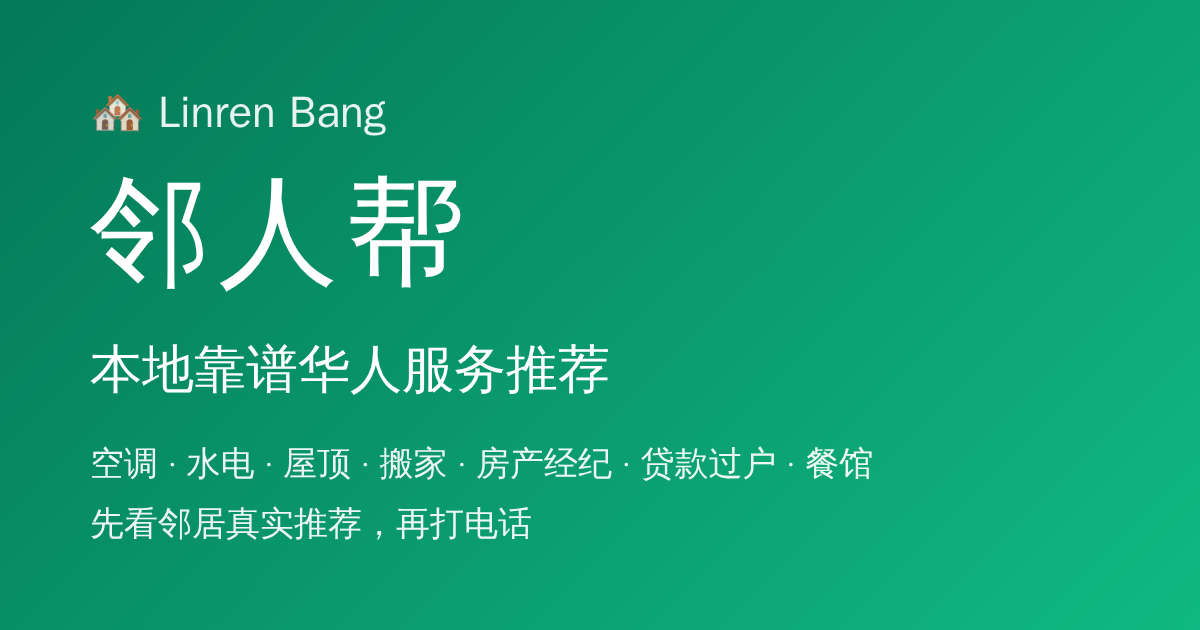 Linren Bang
邻人帮
本地靠谱华人服务推荐
空调 · 水电 · 屋顶 · 搬家 · 房产经纪 · 贷款过户 · 餐馆
先看邻居真实推荐，再打电话